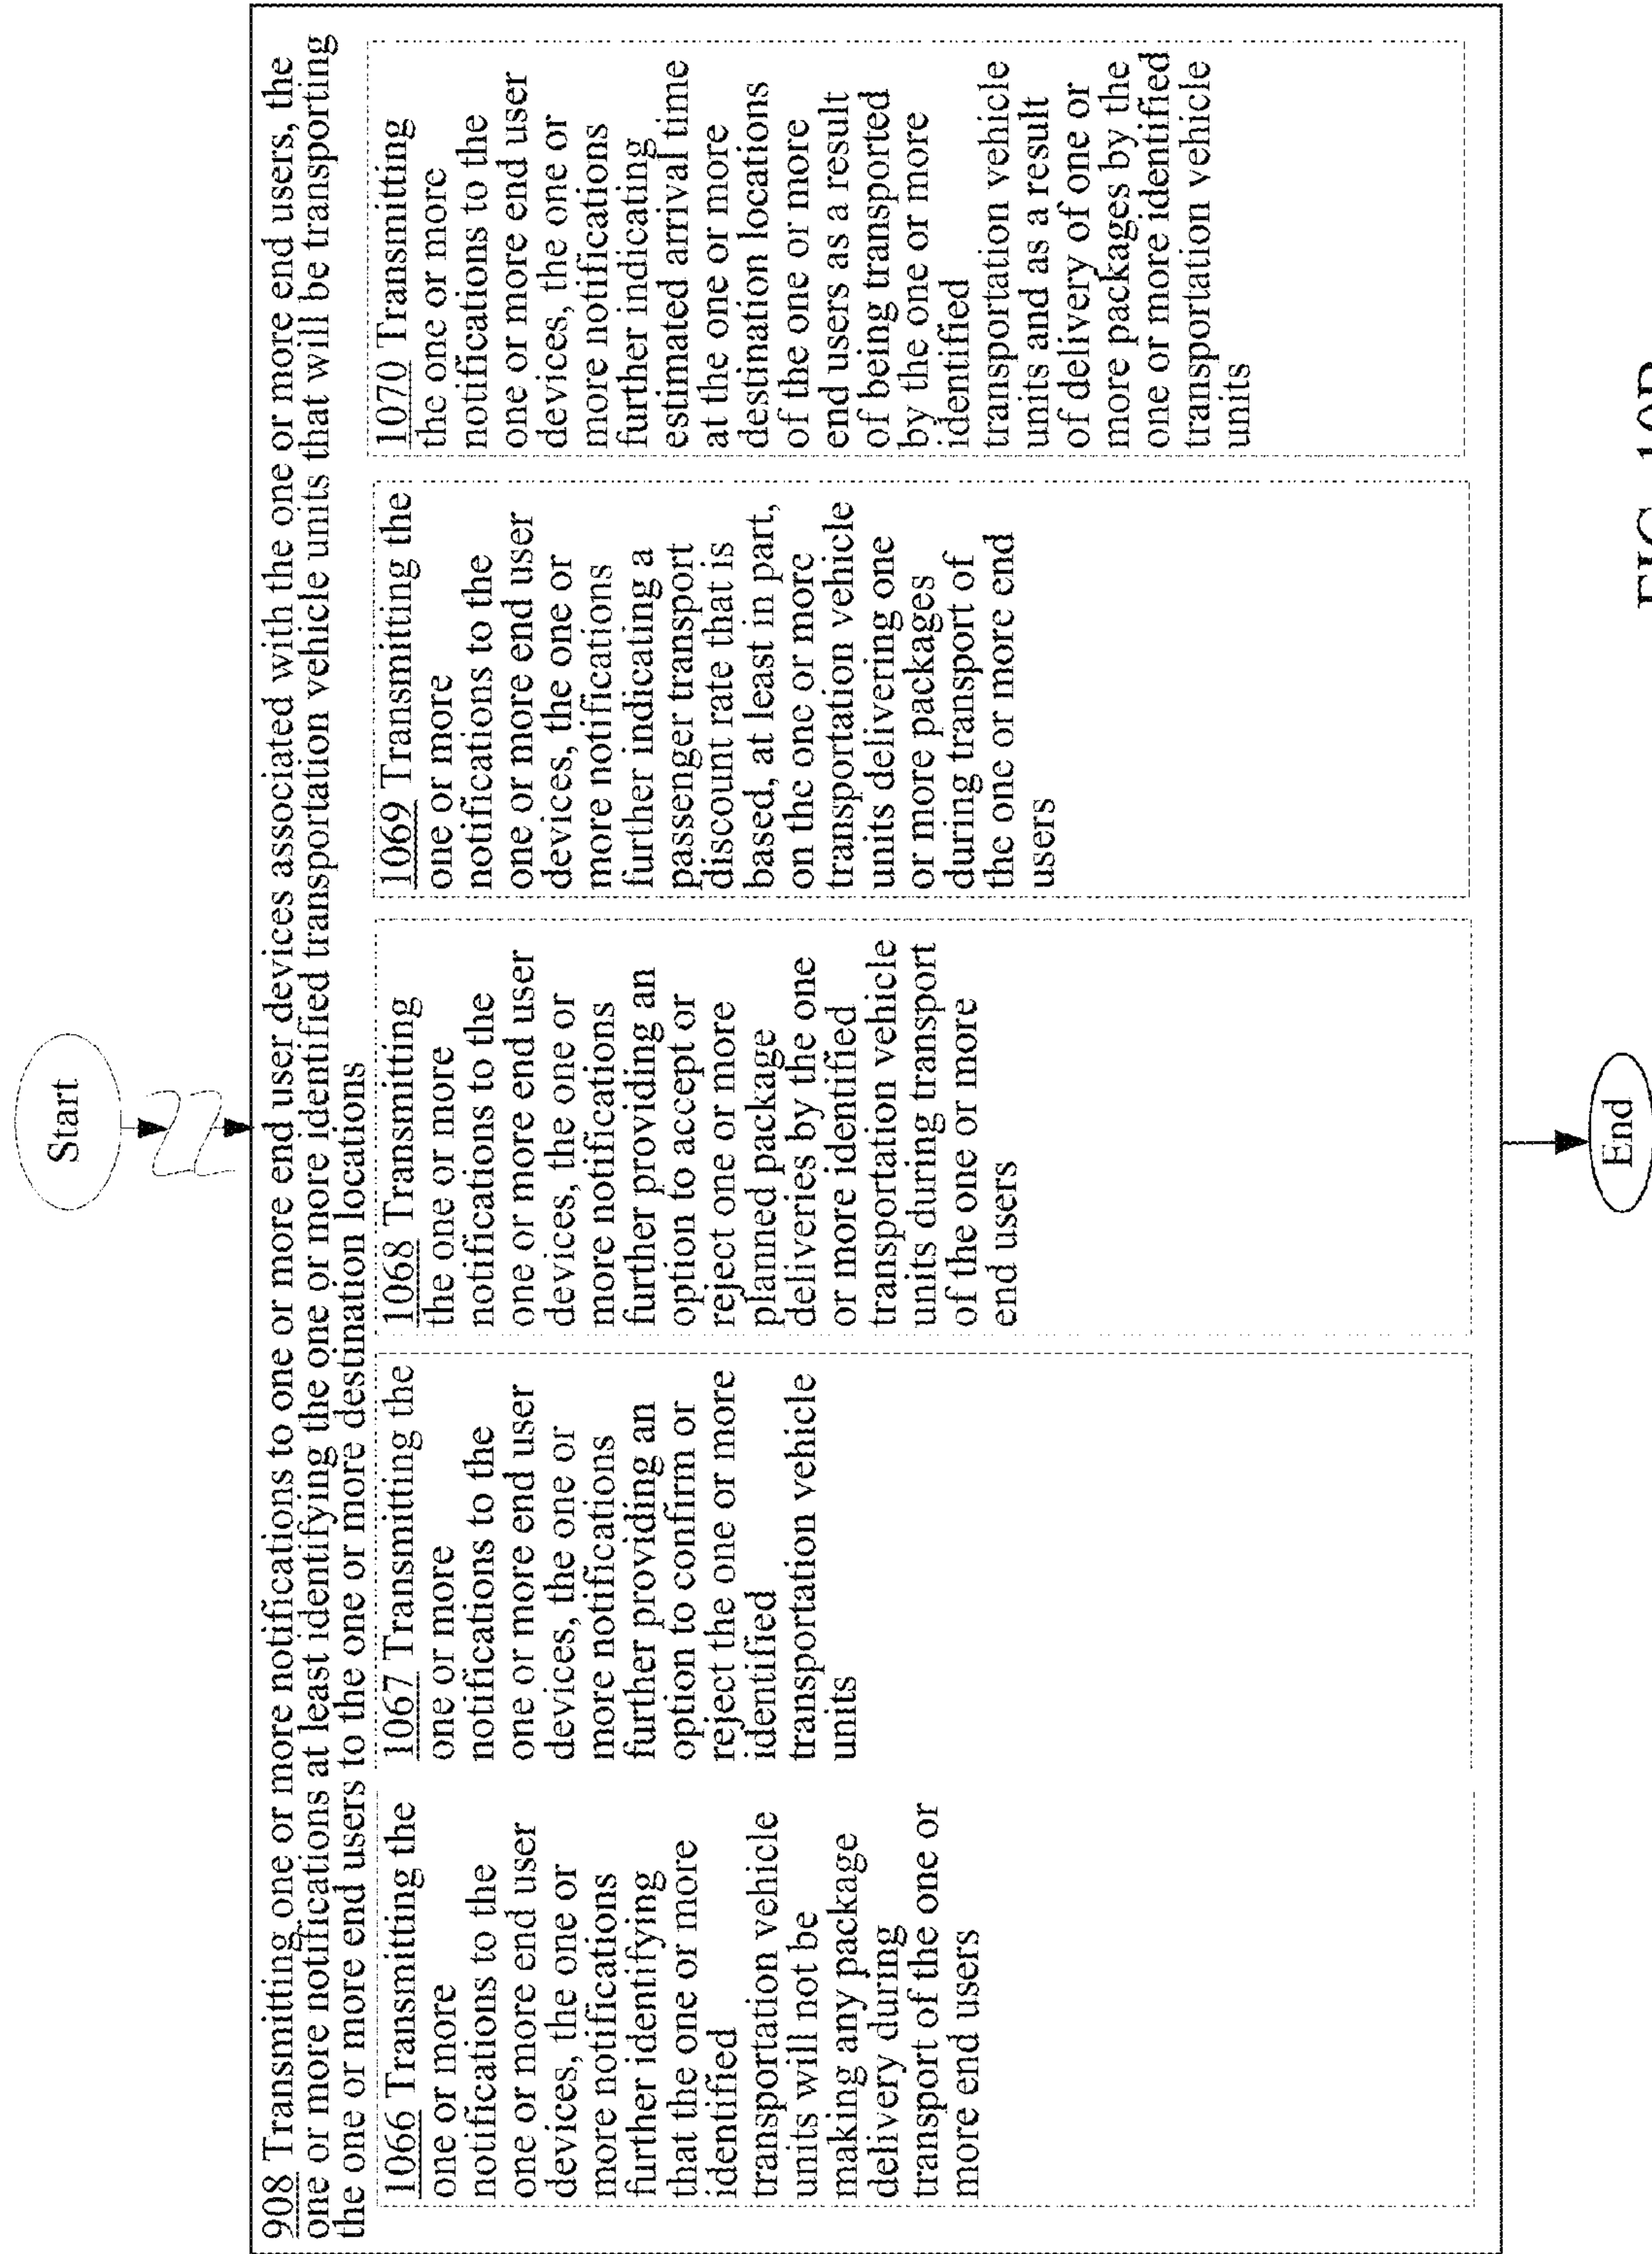 Start
908 Transmitting one or more notifications to one or more end user devices associated with the one or more end users, the
one or more notifications at least identifying the one or more identified transportation vehicle units that will be transporting
the one or more end users to the one or more destination locations
1066 Transmitting the
one or more
notifications to the
one or more end user
devices, the one or
more notifications
further identifying
that the one or more
identified
transportation vehicle
units will not be
making any package
delivery during
transport of the one or
more end users
1067 Transmitting the
one or more
notifications to the
one or more end user
devices, the one or
more notifications
further providing an
option to confirm or
reject the one or more
identified
transportation vehicle
units
1068 Transmitting
the one or more
notifications to the
one or more end user
devices, the one or
more notifications
further providing an
option to accept or
reject one or more
planned package
deliveries by the one
or more identified
transportation vehicle
units during transport
of the one or more
end users
1069 Transmitting the
one or more
notifications to the
one or more end user
devices, the one or
more notifications
further indicating a
passenger transport
discount rate that is
based, at least in part,
on the one or more
transportation vehicle
units delivering one
or more packages
during transport of
the one or more end
users
1070 Transmitting
the one or more
notifications to the
one or more end user
devices, the one or
more notifications
further indicating
estimated arrival time
at the one or more
destination locations
of the one or more
end users as a result
of being transported
by the one or more
identified
transportation vehicle
units and as a result
of delivery of one or
more packages by the
one or more identified
transportation vehicle
units
End